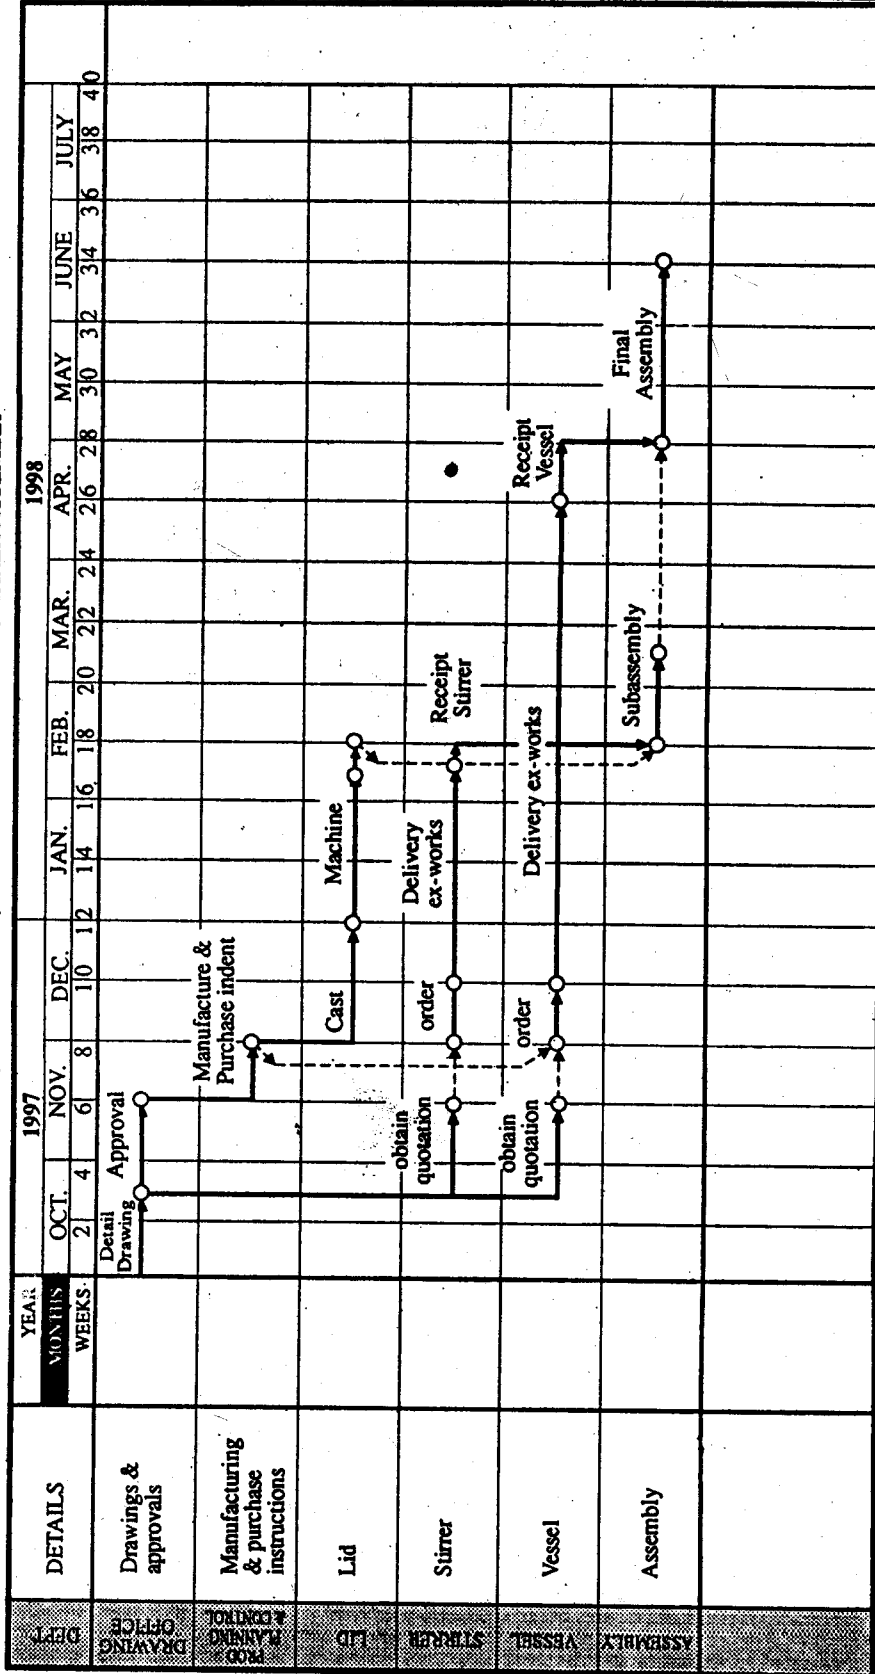 DEPT
DETAILS
YEAR
1997
1998
MONTHS
OCT.
NOV.
DEC.
JAN.
FEB.
MAR.
APR.
MAY
JUNE
JULY
WEEKS
2
4
6
8
10
12
14
16
18
20
22
24
26
28
30
32
34
36
38
40
DRAWING
OFFICE
Drawings &
approvals
Detail
Drawing
Approval
PROD
PLANNING
& CONTROL
Manufacturing
& purchase
instructions
Manufacture &
Purchase indent
LID
Lid
Cast
Machine
STIRRER
Stirrer
obtain
quotation
order
Delivery
ex-works
Receipt
Stirrer
VESSEL
Vessel
obtain
quotation
order
Delivery ex-works
Receipt
Vessel
ASSEMBLY
Assembly
Subassembly
Final
Assembly